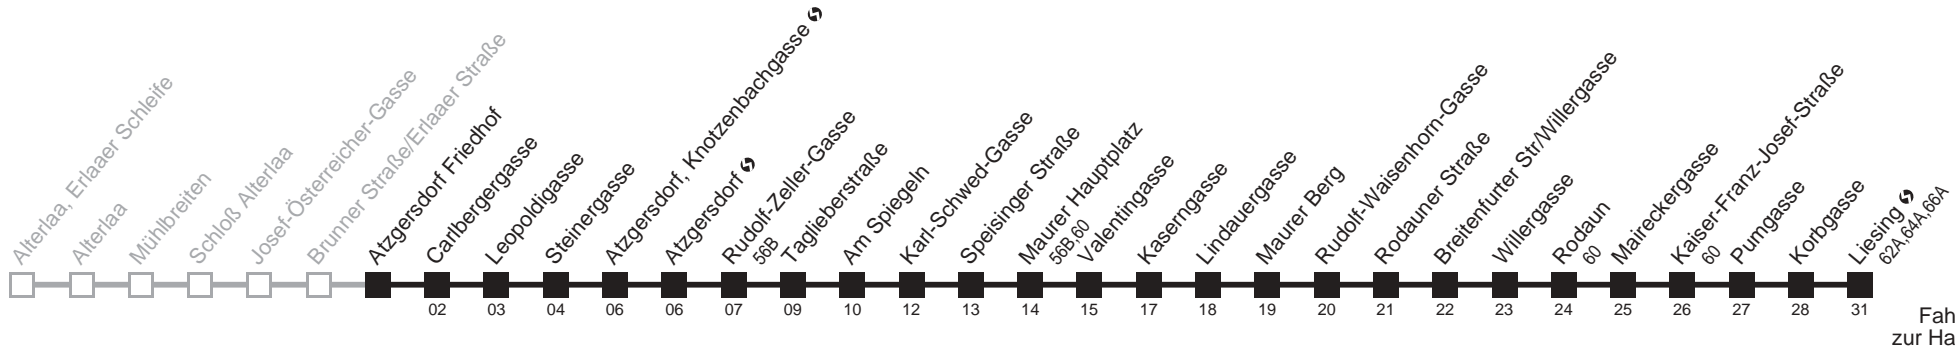 Alterlaa, Erlaaer Schleife
Alterlaa
Mühlbreiten
Schloß Alterlaa
Josef-Österreicher-Gasse
Brunner Straße/Erlaaer Straße
Atzgersdorf Friedhof
Carlbergergasse
02
Leopoldigasse
03
Steinergasse
04
Atzgersdorf, Knotzenbachgasse
06
Atzgersdorf
06
Rudolf-Zeller-Gasse
56B
07
Taglieberstraße
09
Am Spiegeln
10
Karl-Schwed-Gasse
12
Speisinger Straße
13
Maurer Hauptplatz
56B,60
14
Valentingasse
15
Kaserngasse
17
Lindauergasse
18
Maurer Berg
19
Rudolf-Waisenhorn-Gasse
20
Rodauner Straße
21
Breitenfurter Str/Willergasse
22
Willergasse
23
Rodaun
60
24
Maireckergasse
25
Kaiser-Franz-Josef-Straße
60
26
Pumgasse
27
Korbgasse
28
Liesing
62A,64A,66A
31
Fah
zur Ha